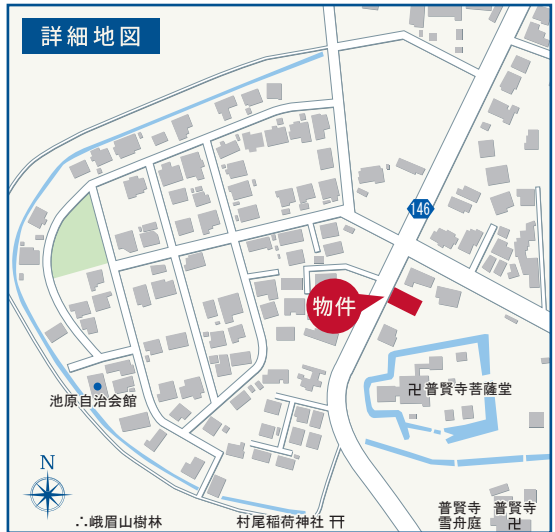 詳細地図
146
物件
卍普賢寺菩薩堂
池原自治会館
N
∴峨眉山樹林
村尾稲荷神社
普賢寺
雪舟庭
普賢寺
卍